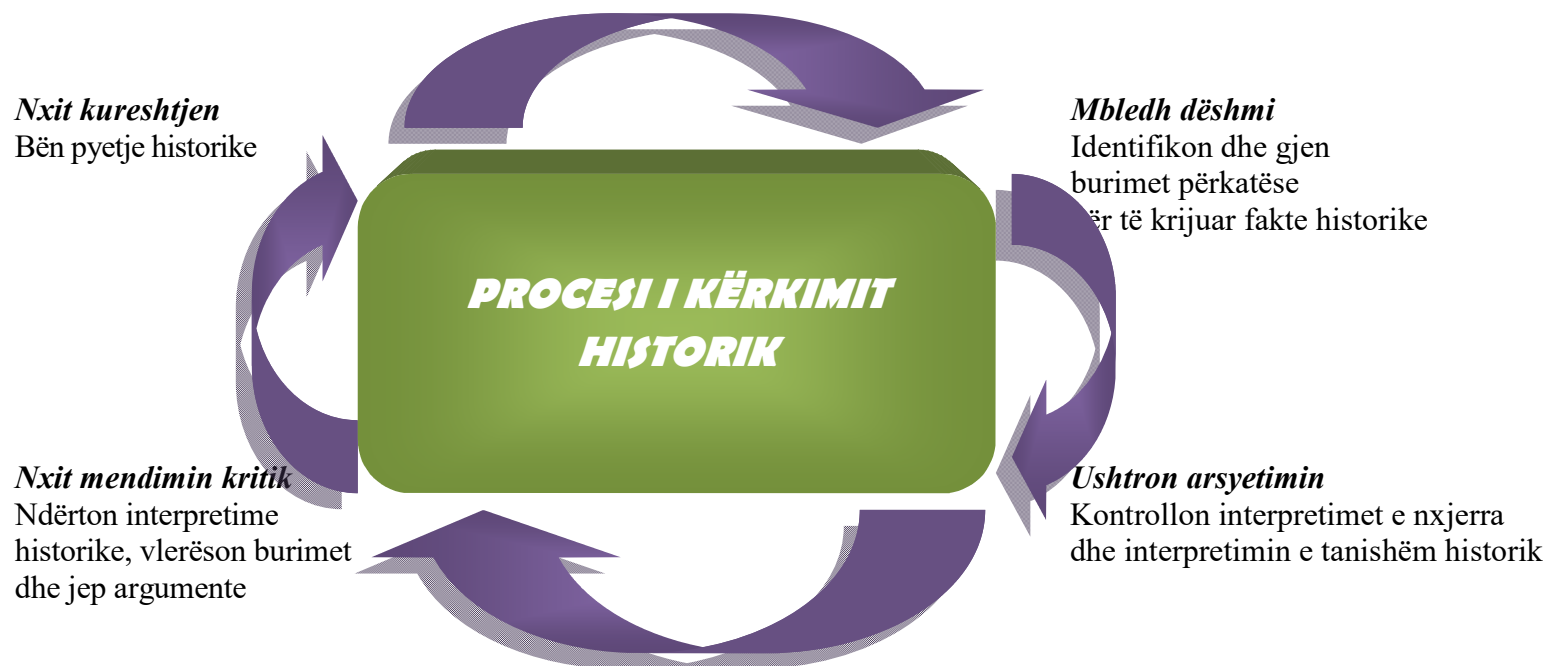 Nxit kureshtjen
Bën pyetje historike
Mbledh dëshmi
Identifikon dhe gjen
burimet përkatëse
ër të krijuar fakte historike
PROCESI I KËRKIMIT
HISTORIK
Nxit mendimin kritik
Ndërton interpretime
historike, vlerëson burimet
dhe jep argumente
Ushtron arsyetimin
Kontrollon interpretimet e nxjerra
dhe interpretimin e tanishëm historik